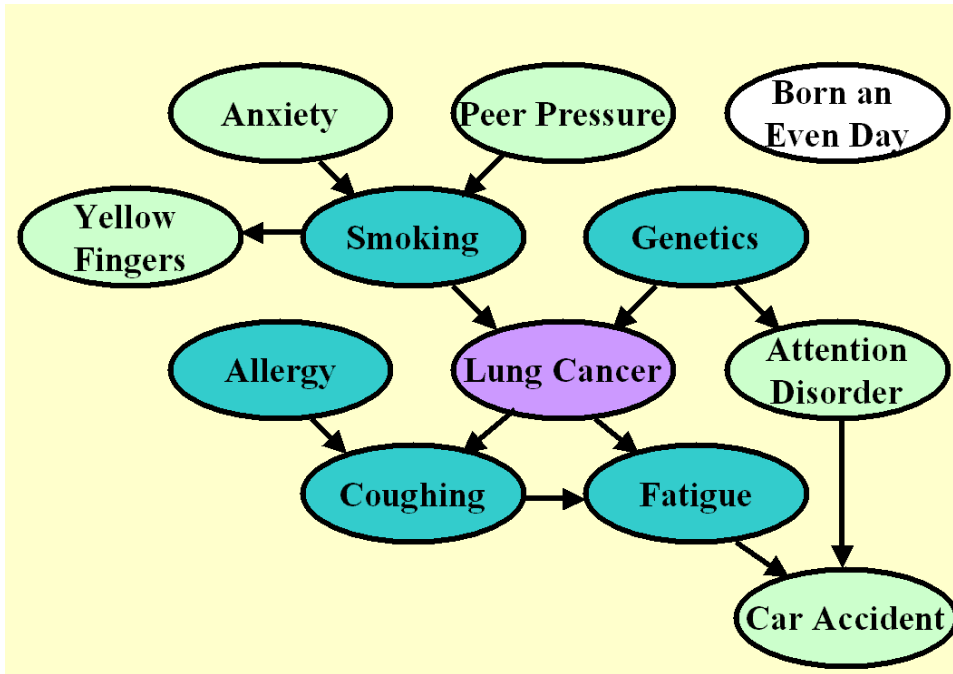 Anxiety
Peer Pressure
Born an
Even Day
Yellow
Fingers
Smoking
Genetics
Allergy
Lung Cancer
Attention
Disorder
Coughing
Fatigue
Car Accident